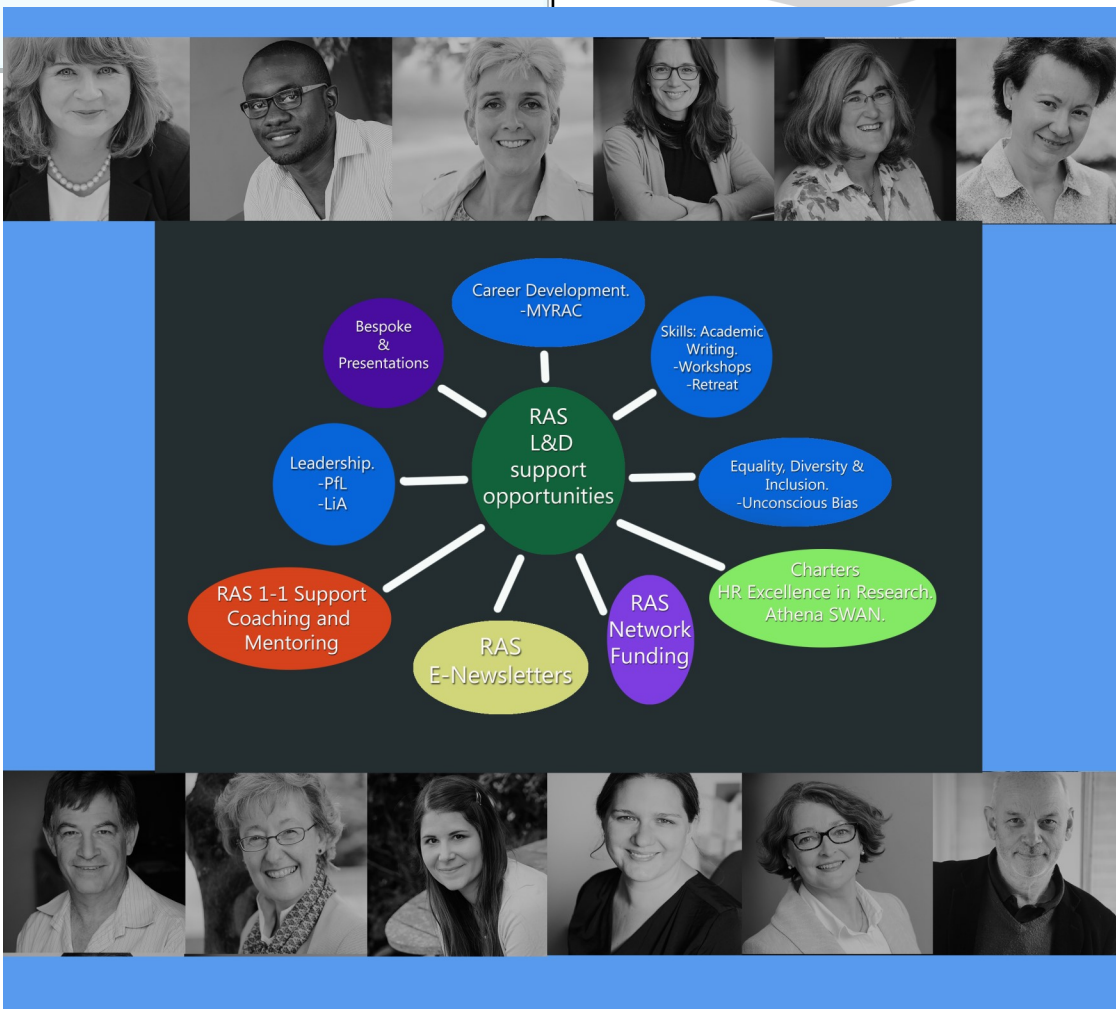 Career Development.
-MYRAC
Bespoke
&
Presentations
Skills: Academic
Writing.
-Workshops
-Retreat
RAS
L&D
support
opportunities
Leadership.
-PfL
-LiA
Equality, Diversity &
Inclusion.
-Unconscious Bias
RAS 1-1 Support
Coaching and
Mentoring
RAS
E-Newsletters
RAS
Network
Funding
Charters
HR Excellence in Research.
Athena SWAN.